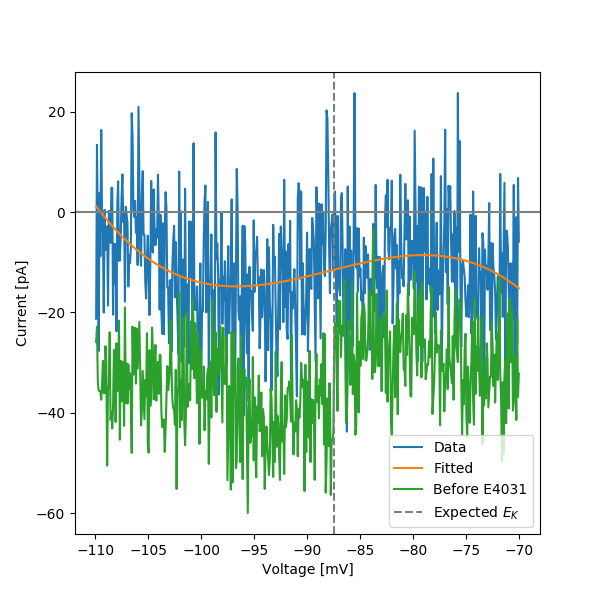 20
0
−20
−40
−60
Current [pA]
Data
Fitted
Before E4031
Expected E_K
−110 −105 −100 −95 −90 −85 −80 −75 −70
Voltage [mV]